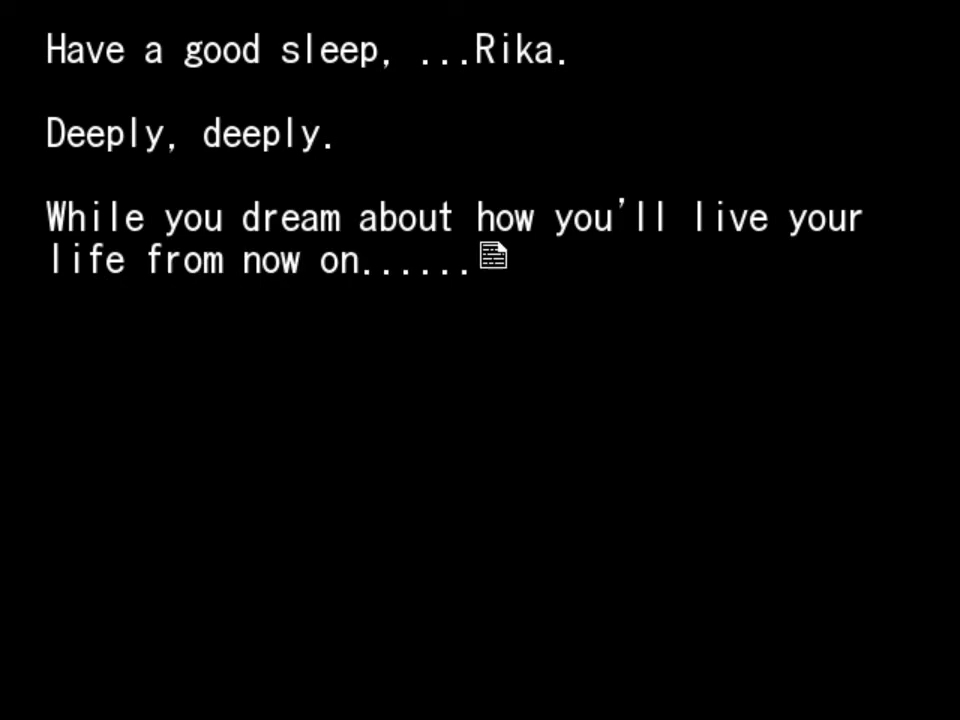 Have a good sleep, ...Rika.
Deeply, deeply.
While you dream about how you'll live your
life from now on......